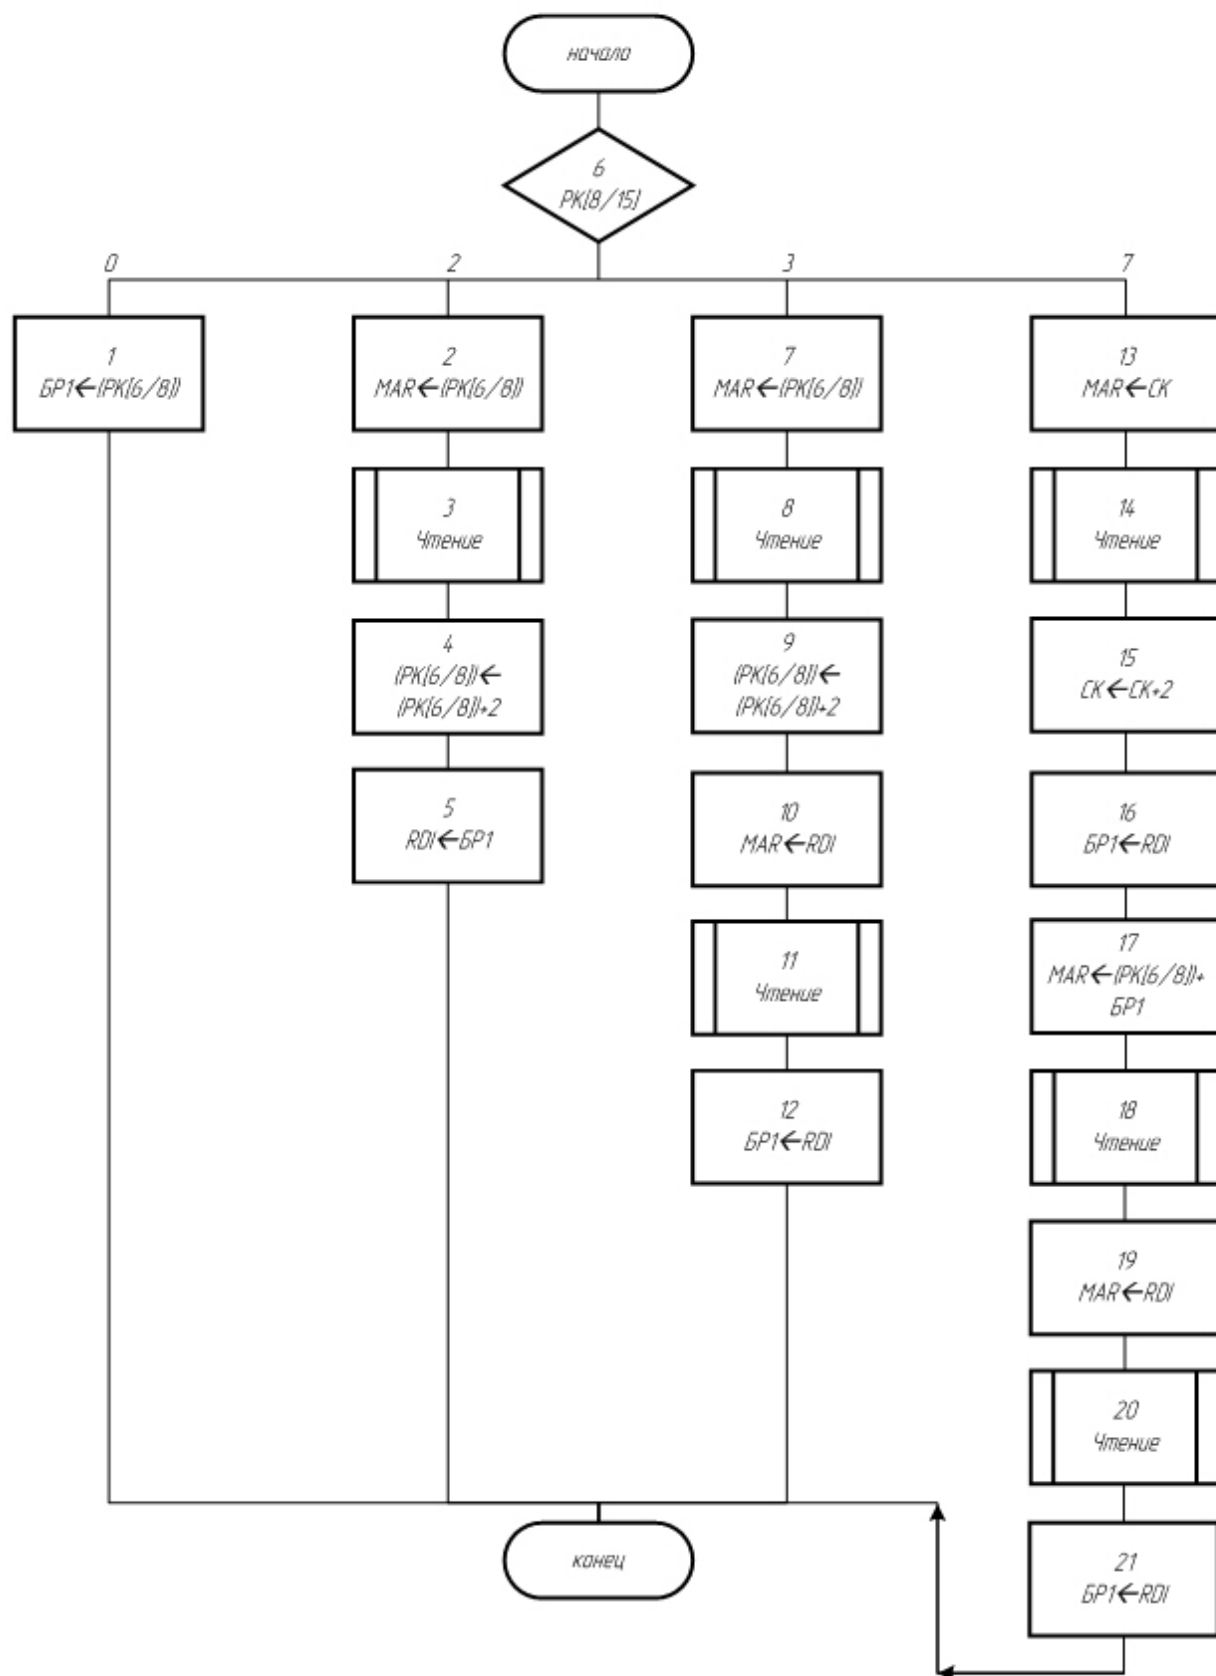 начало
6
РК[8/15]
0
2
3
7
1
БР1←(РК[6/8])
2
MAR←(РК[6/8])
3
Чтение
4
(РК[6/8])←
(РК[6/8])+2
5
RDI←БР1
7
MAR←(РК[6/8])
8
Чтение
9
(РК[6/8])←
(РК[6/8])+2
10
MAR←RDI
11
Чтение
12
БР1←RDI
13
MAR←СК
14
Чтение
15
СК←СК+2
16
БР1←RDI
17
MAR←(РК[6/8])+
БР1
18
Чтение
19
MAR←RDI
20
Чтение
21
БР1←RDI
конец